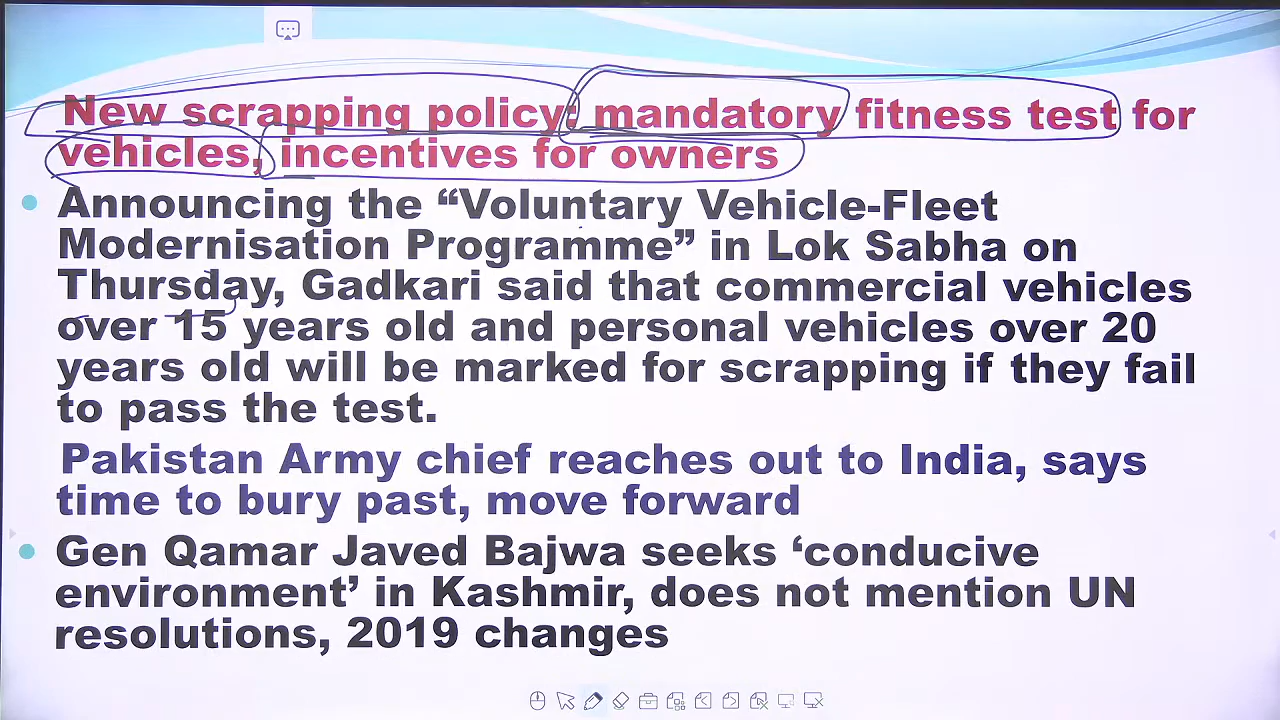 New scrapping policy: mandatory fitness test for
vehicles, incentives for owners
Announcing the “Voluntary Vehicle-Fleet
Modernisation Programme” in Lok Sabha on
Thursday, Gadkari said that commercial vehicles
over 15 years old and personal vehicles over 20
years old will be marked for scrapping if they fail
to pass the test.
Pakistan Army chief reaches out to India, says
time to bury past, move forward
Gen Qamar Javed Bajwa seeks ‘conducive
environment’ in Kashmir, does not mention UN
resolutions, 2019 changes